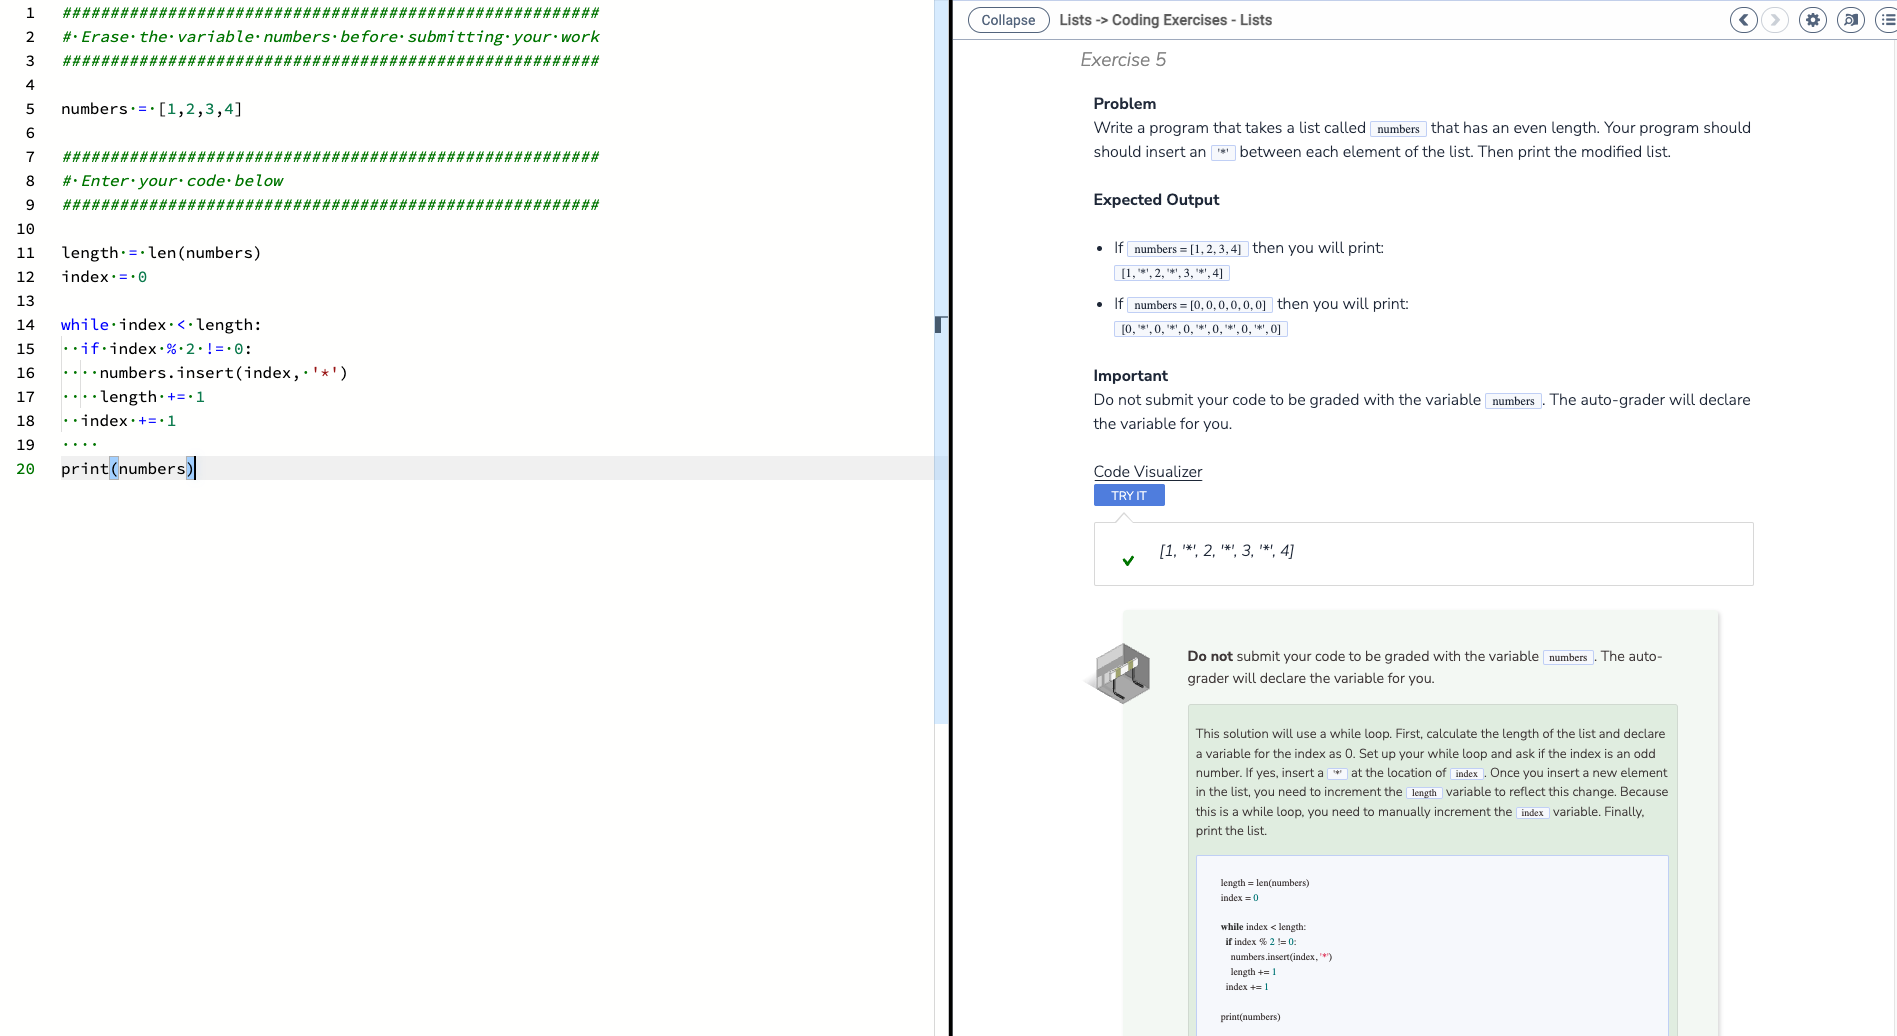 1 ########################################################
2 # Erase the variable numbers before submitting your work
3 ########################################################
4
5 numbers = [1,2,3,4]
6
7 ########################################################
8 # Enter your code below
9 ########################################################
10
11 length = len(numbers)
12 index = 0
13
14 while index < length:
15   if index % 2 != 0:
16     numbers.insert(index, '*')
17     length += 1
18   index += 1
19
20 print(numbers)
Collapse Lists -> Coding Exercises - Lists
Exercise 5
Problem
Write a program that takes a list called numbers that has an even length. Your program should
should insert an '*' between each element of the list. Then print the modified list.
Expected Output
• If numbers = [1, 2, 3, 4] then you will print:
[1, '*', 2, '*', 3, '*', 4]
• If numbers = [0, 0, 0, 0, 0, 0] then you will print:
[0, '*', 0, '*', 0, '*', 0, '*', 0, '*', 0]
Important
Do not submit your code to be graded with the variable numbers. The auto-grader will declare
the variable for you.
Code Visualizer
TRY IT
[1, '*', 2, '*', 3, '*', 4]
Do not submit your code to be graded with the variable numbers. The auto-
grader will declare the variable for you.
This solution will use a while loop. First, calculate the length of the list and declare
a variable for the index as 0. Set up your while loop and ask if the index is an odd
number. If yes, insert a '*' at the location of index. Once you insert a new element
in the list, you need to increment the length variable to reflect this change. Because
this is a while loop, you need to manually increment the index variable. Finally,
print the list.
length = len(numbers)
index = 0
while index < length:
  if index % 2 != 0:
    numbers.insert(index, '*')
    length += 1
  index += 1
print(numbers)